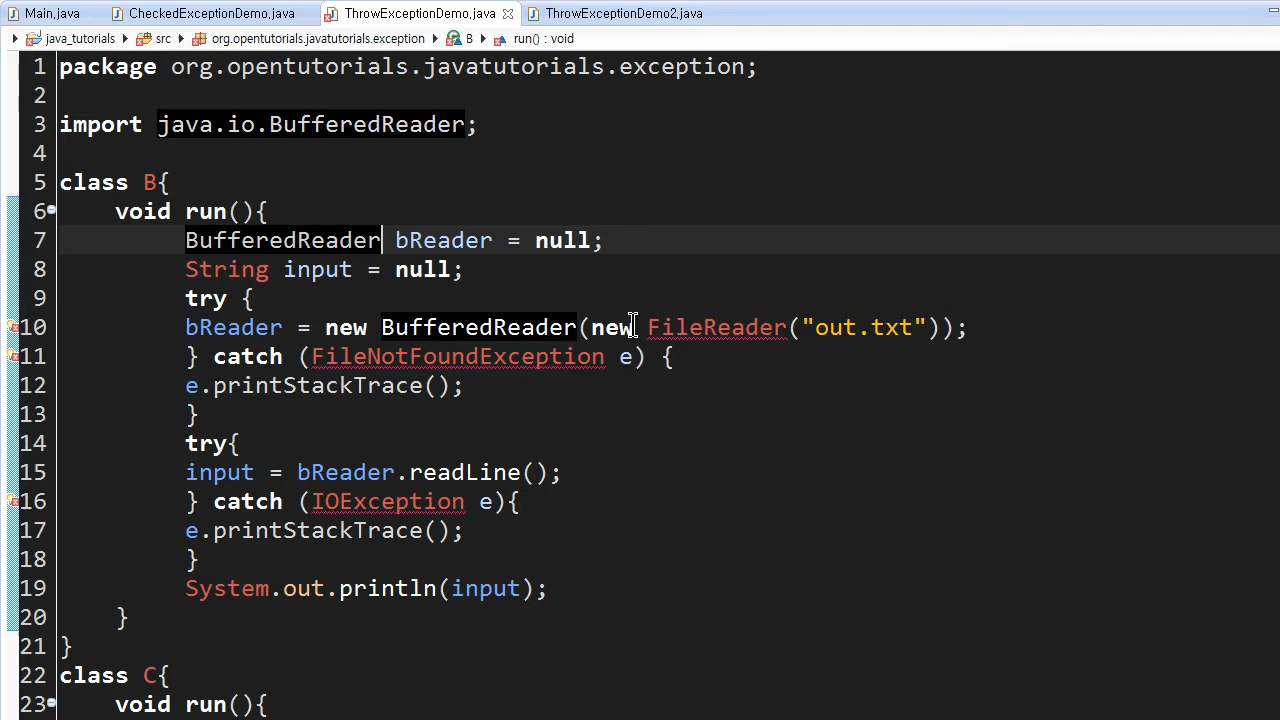 Main,java CheckedExceptionDemo,java ThrowExceptionDemo,java ThrowExceptionDemo2,java
java_tutorials src org.opentutorials.javatutorials.exception B run() : void
1 package org.opentutorials.javatutorials.exception;
2
3 import java.io.BufferedReader;
4
5 class B{
6 void run(){
7 BufferedReader bReader = null;
8 String input = null;
9 try {
10 bReader = new BufferedReader(new FileReader("out.txt"));
11 } catch (FileNotFoundException e) {
12 e.printStackTrace();
13 }
14 try{
15 input = bReader.readLine();
16 } catch (IOException e){
17 e.printStackTrace();
18 }
19 System.out.println(input);
20 }
21 }
22 class C{
23 void run(){